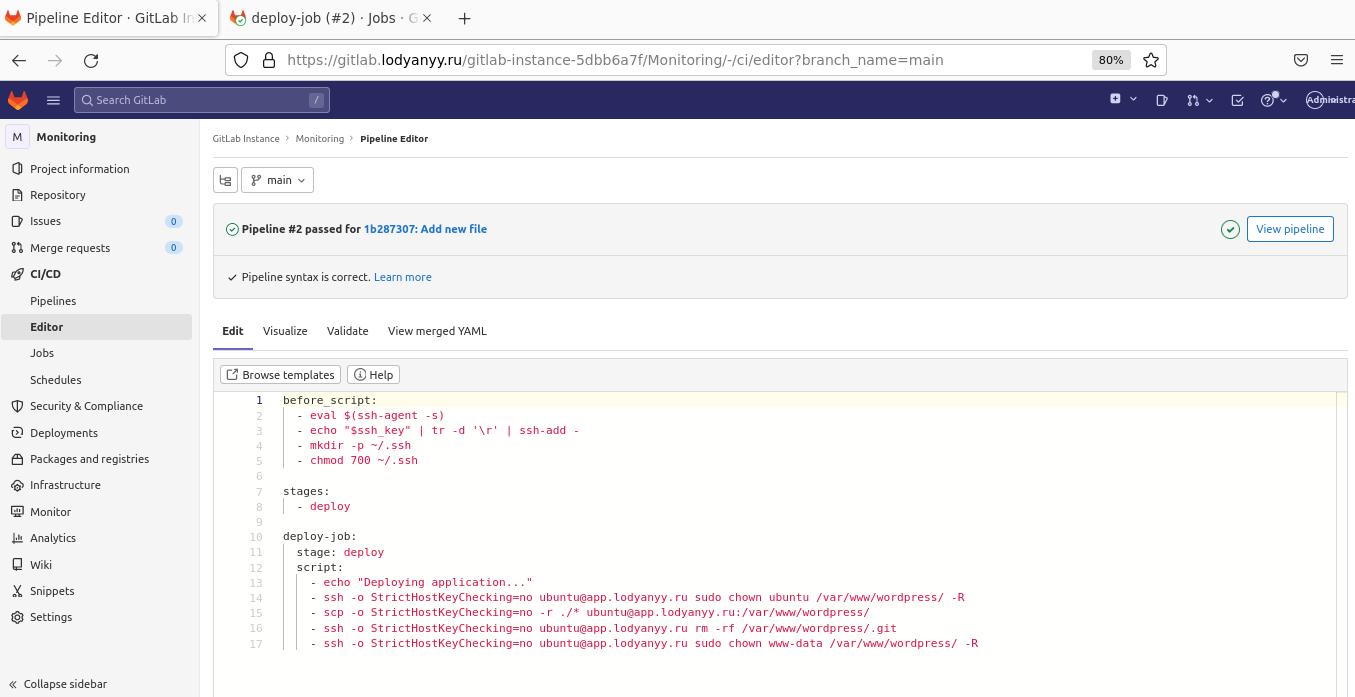 Pipeline Editor · GitLab In
deploy-job (#2) · Jobs · G
https://gitlab.lodyanyy.ru/gitlab-instance-5dbb6a7f/Monitoring/-/ci/editor?branch_name=main
80%
Search GitLab
/
Administra
M Monitoring
Project information
Repository
Issues 0
Merge requests 0
CI/CD
Pipelines
Editor
Jobs
Schedules
Security & Compliance
Deployments
Packages and registries
Infrastructure
Monitor
Analytics
Wiki
Snippets
Settings
Collapse sidebar
GitLab Instance > Monitoring > Pipeline Editor
main
Pipeline #2 passed for 1b287307: Add new file
View pipeline
Pipeline syntax is correct. Learn more
Edit Visualize Validate View merged YAML
Browse templates Help
1 before_script:
2   - eval $(ssh-agent -s)
3   - echo "$ssh_key" | tr -d '\r' | ssh-add -
4   - mkdir -p ~/.ssh
5   - chmod 700 ~/.ssh
6
7 stages:
8   - deploy
9
10 deploy-job:
11   stage: deploy
12   script:
13     - echo "Deploying application..."
14     - ssh -o StrictHostKeyChecking=no ubuntu@app.lodyanyy.ru sudo chown ubuntu /var/www/wordpress/ -R
15     - scp -o StrictHostKeyChecking=no -r ./* ubuntu@app.lodyanyy.ru:/var/www/wordpress/
16     - ssh -o StrictHostKeyChecking=no ubuntu@app.lodyanyy.ru rm -rf /var/www/wordpress/.git
17     - ssh -o StrictHostKeyChecking=no ubuntu@app.lodyanyy.ru sudo chown www-data /var/www/wordpress/ -R